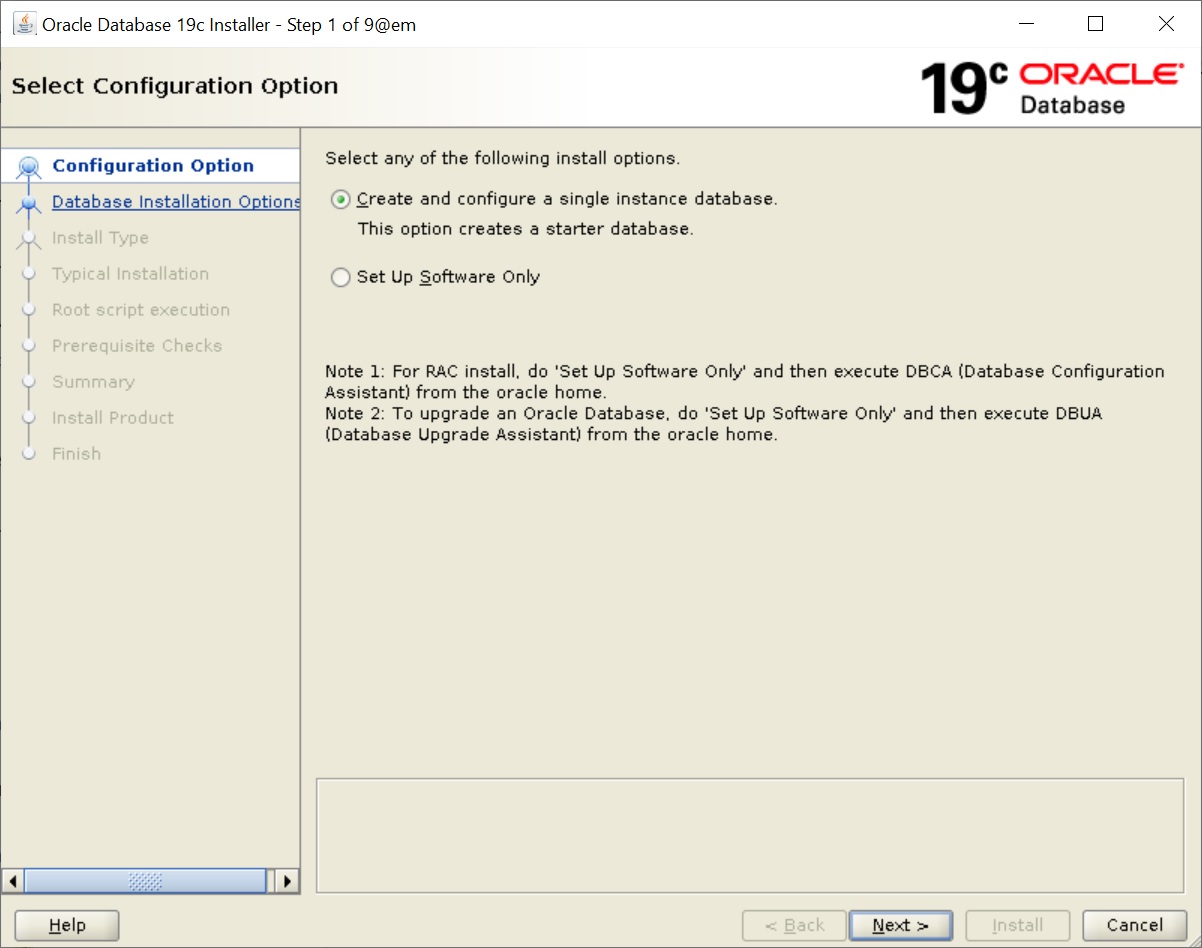 Oracle Database 19c Installer - Step 1 of 9@em
Select Configuration Option
19c ORACLE
Database
Configuration Option
Database Installation Options
Install Type
Typical Installation
Root script execution
Prerequisite Checks
Summary
Install Product
Finish
Select any of the following install options.
Create and configure a single instance database.
This option creates a starter database.
Set Up Software Only
Note 1: For RAC install, do 'Set Up Software Only' and then execute DBCA (Database Configuration
Assistant) from the oracle home.
Note 2: To upgrade an Oracle Database, do 'Set Up Software Only' and then execute DBUA
(Database Upgrade Assistant) from the oracle home.
Help
< Back
Next >
Install
Cancel